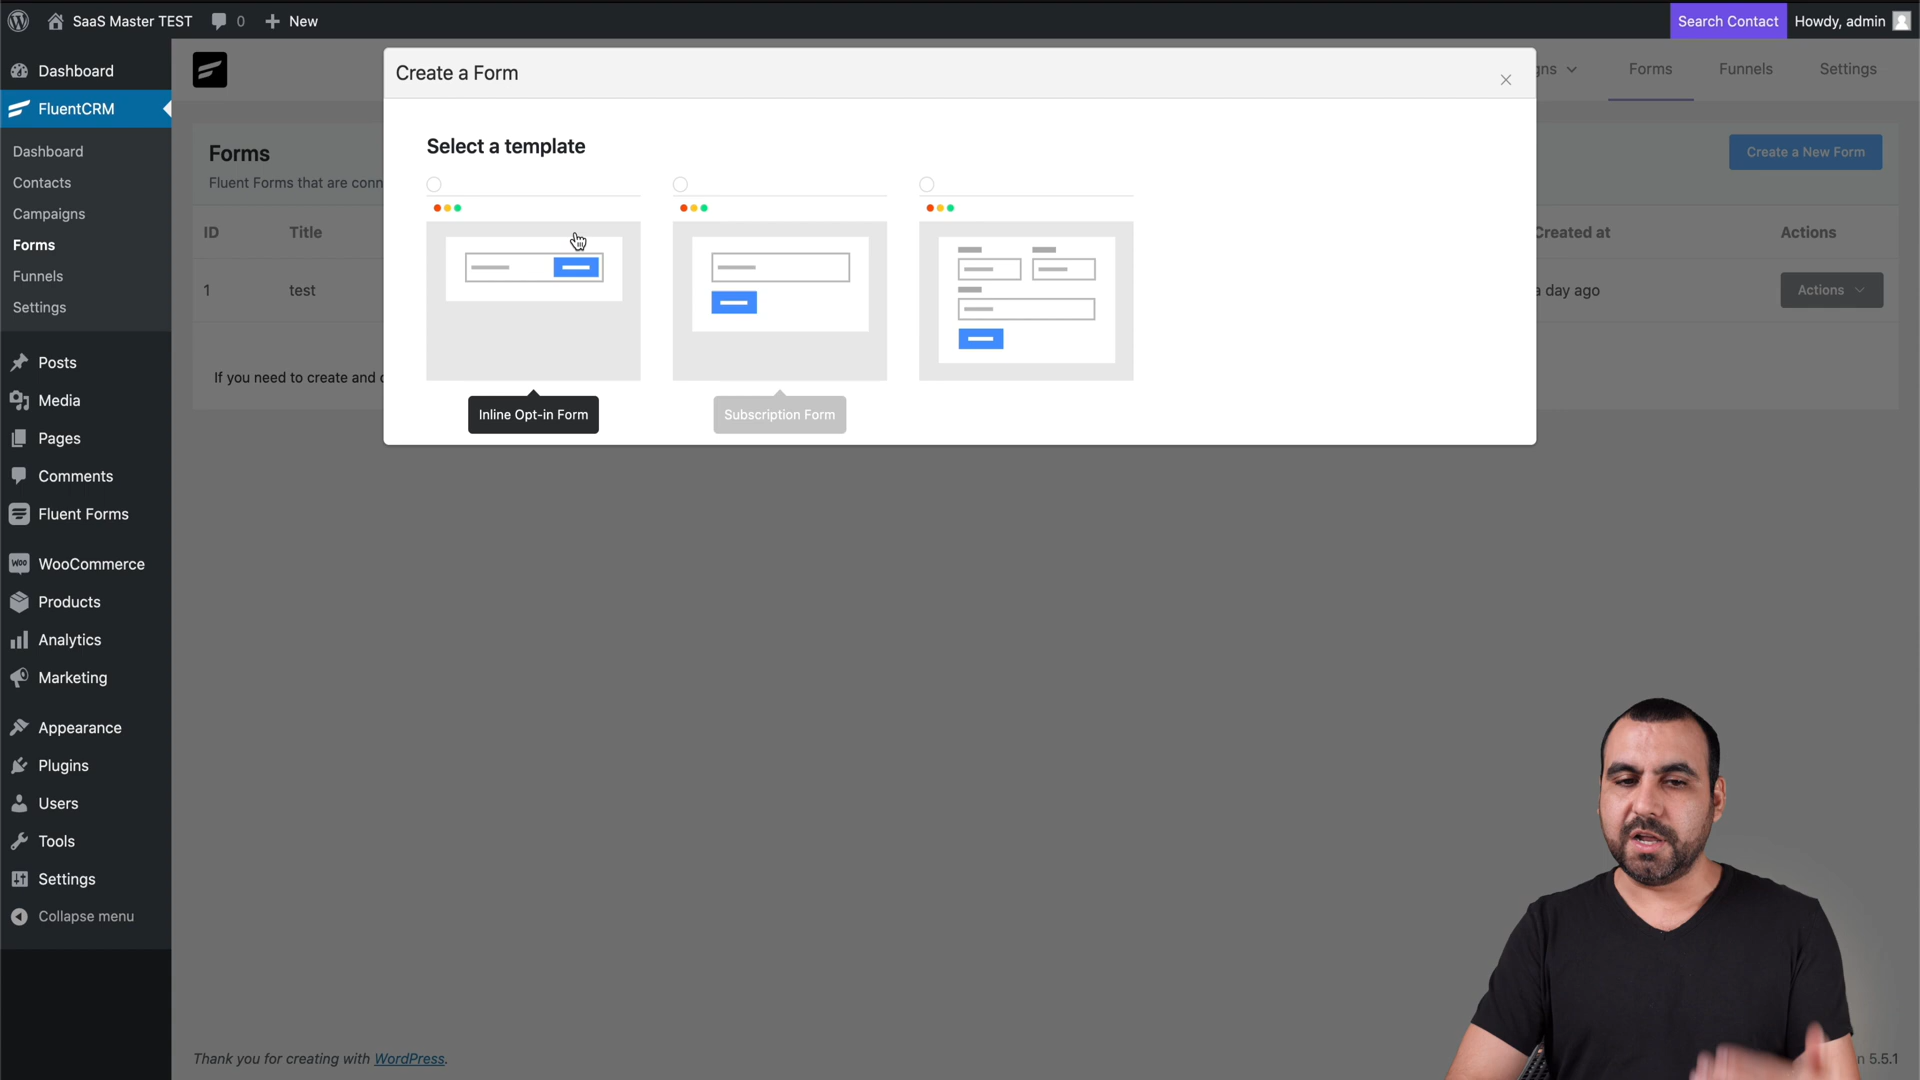 SaaS Master TEST
0
New
Search Contact
Howdy, admin
Dashboard
FluentCRM
Dashboard
Contacts
Campaigns
Forms
Funnels
Settings
Posts
Media
Pages
Comments
Fluent Forms
WooCommerce
Products
Analytics
Marketing
Appearance
Plugins
Users
Tools
Settings
Collapse menu
Forms
Funnels
Settings
Forms
Fluent Forms that are
Create a New Form
ID
Title
Created at
Actions
1
test
a day ago
Actions
If you need to create and
Create a Form
Select a template
Inline Opt-in Form
Subscription Form
Thank you for creating with WordPress.
5.5.1